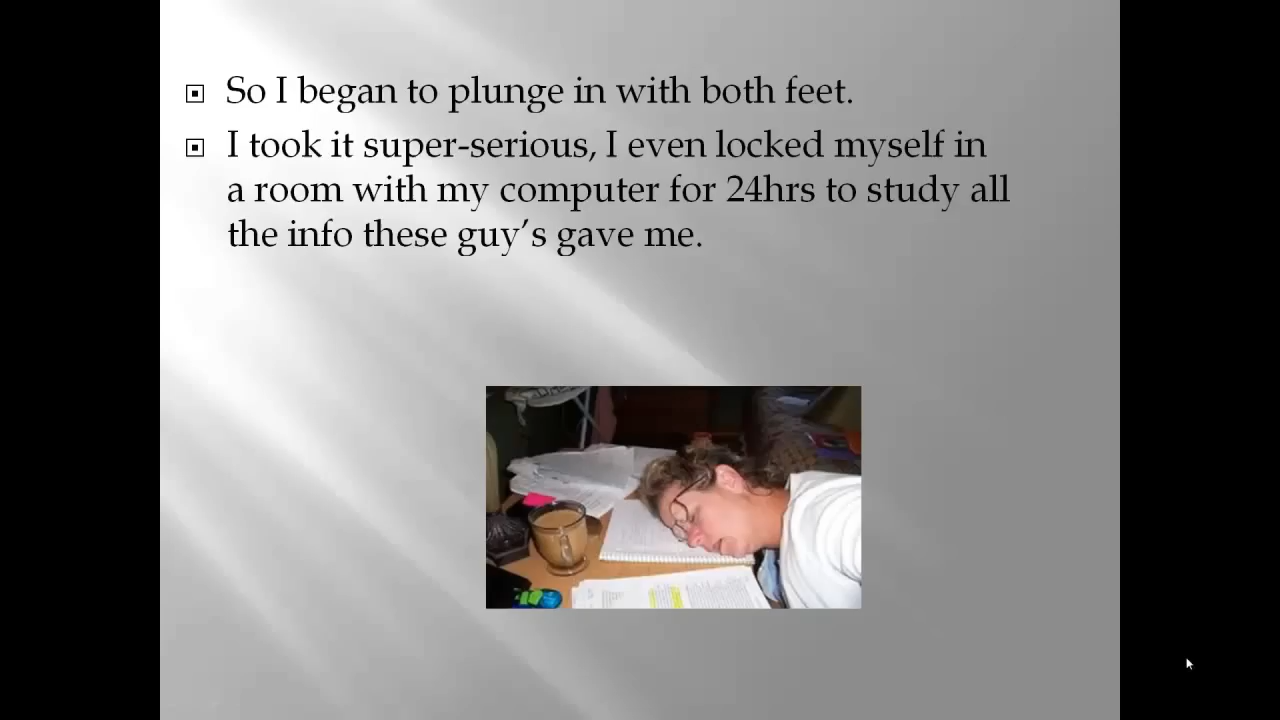 So I began to plunge in with both feet.
I took it super-serious, I even locked myself in
a room with my computer for 24hrs to study all
the info these guy’s gave me.